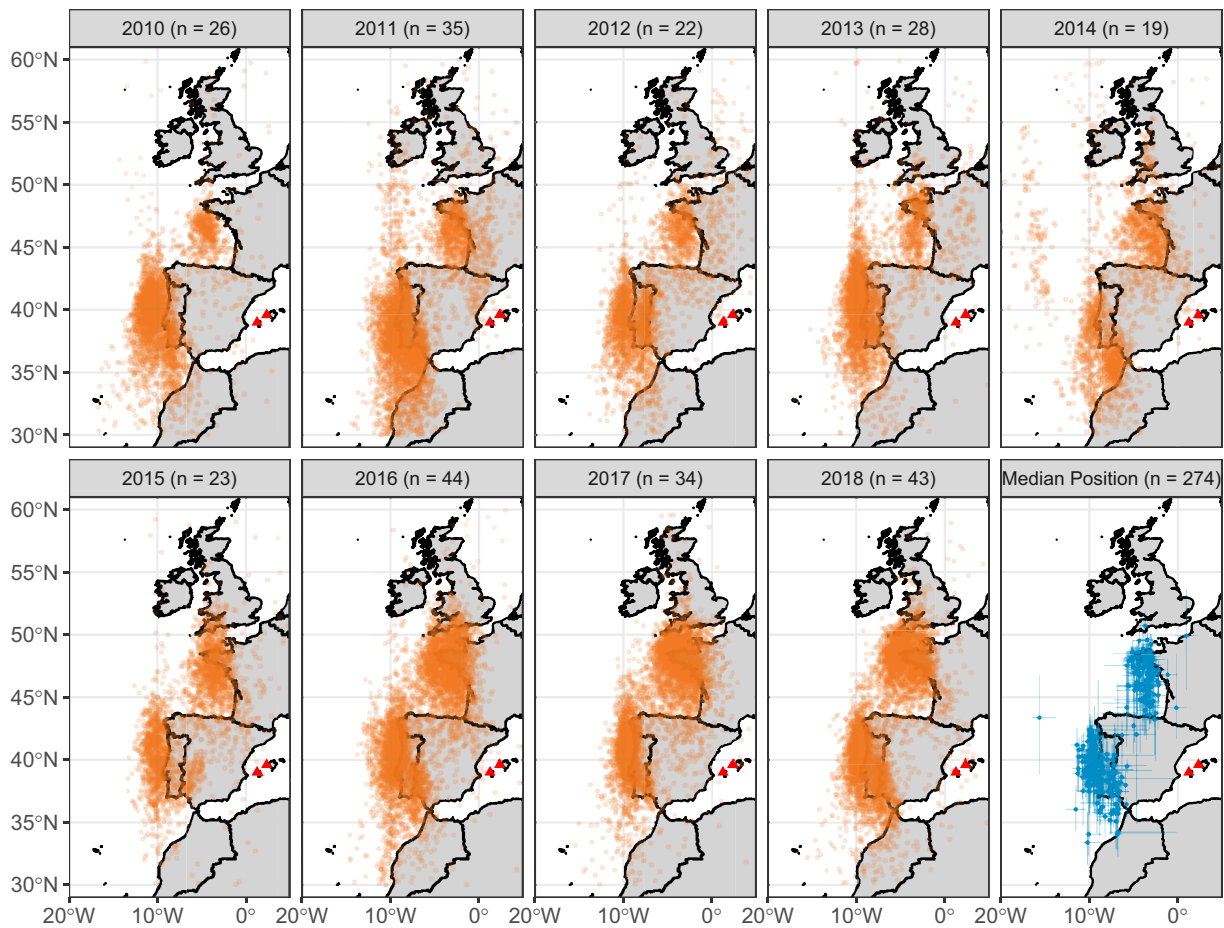 2010 (n = 26)
2011 (n = 35)
2012 (n = 22)
2013 (n = 28)
2014 (n = 19)
60°N
55°N
50°N
45°N
40°N
35°N
30°N
2015 (n = 23)
2016 (n = 44)
2017 (n = 34)
2018 (n = 43)
Median Position (n = 274)
60°N
55°N
50°N
45°N
40°N
35°N
30°N
20°W 10°W 0° 20°W 10°W 0° 20°W 10°W 0° 20°W 10°W 0° 20°W 10°W 0°